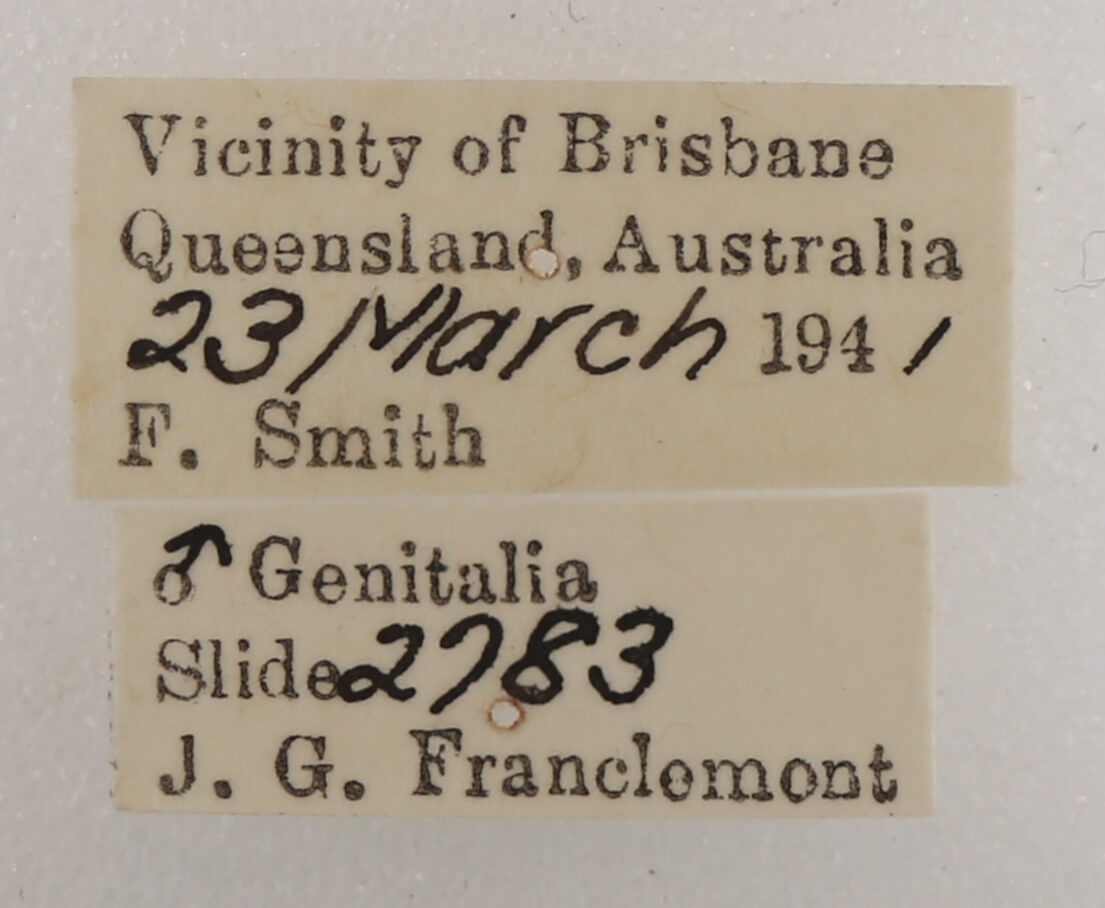 Vicinity of Brisbane
Queensland, Australia
23 March 1941
F. Smith
♂ Genitalia
Slide 2783
J. G. Franclemont